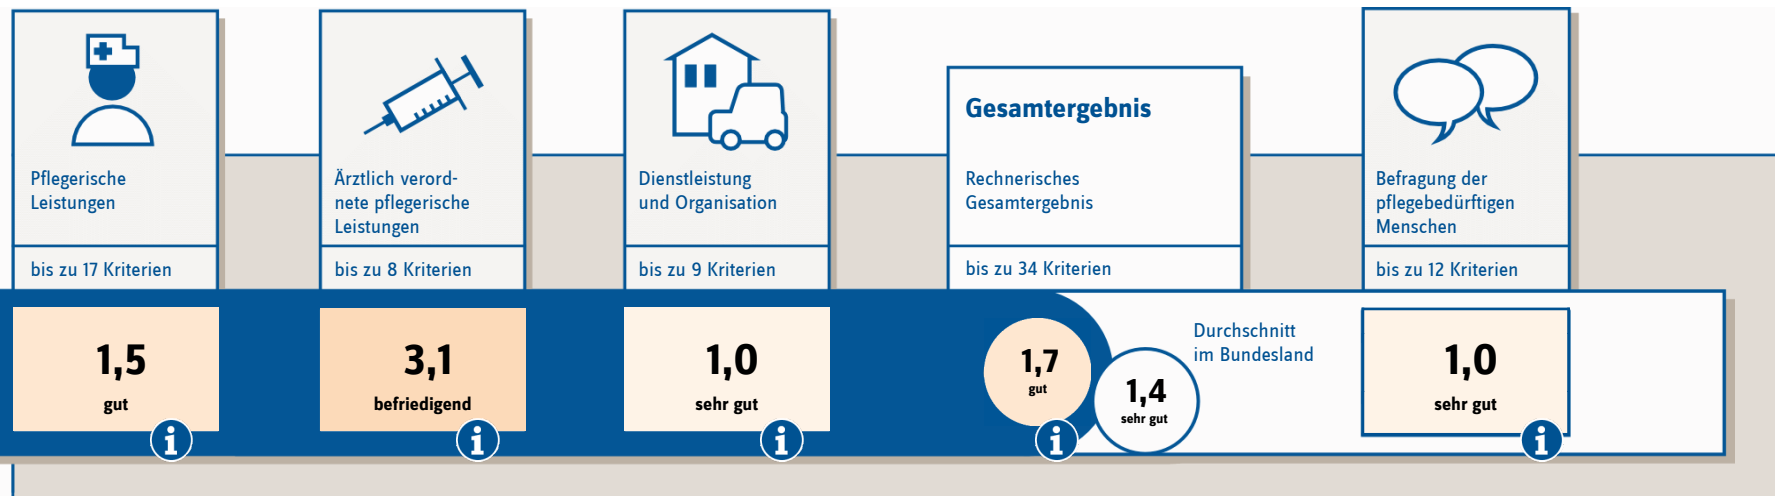 Pflegerische
Leistungen
bis zu 17 Kriterien
1,5
gut
Ärztlich verord-
nete pflegerische
Leistungen
bis zu 8 Kriterien
3,1
befriedigend
Dienstleistung
und Organisation
bis zu 9 Kriterien
1,0
sehr gut
Gesamtergebnis
Rechnerisches
Gesamtergebnis
bis zu 34 Kriterien
1,7
gut
1,4
sehr gut
Durchschnitt
im Bundesland
Befragung der
pflegebedürftigen
Menschen
bis zu 12 Kriterien
1,0
sehr gut